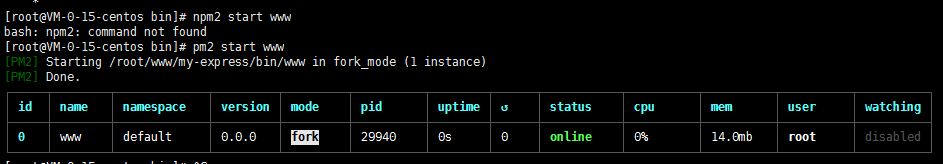 *
[root@VM-0-15-centos bin]# npm2 start www
bash: npm2: command not found
[root@VM-0-15-centos bin]# pm2 start www
[PM2] Starting /root/www/my-express/bin/www in fork_mode (1 instance)
[PM2] Done.
id name namespace version mode pid uptime ↺ status cpu mem user watching
0 www default 0.0.0 fork 29940 0s 0 online 0% 14.0mb root disabled